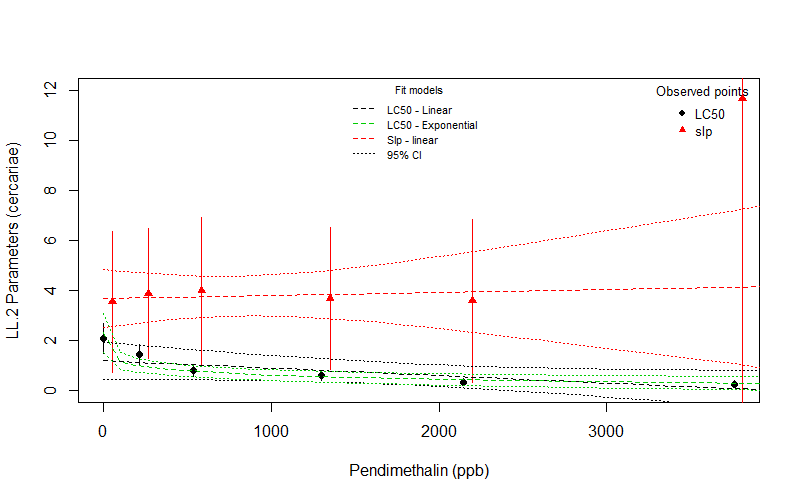 Fit models
LC50 - Linear
LC50 - Exponential
Slp - linear
95% CI
Observed points
LC50
slp
LL.2 Parameters (cercariae)
12
10
8
6
4
2
0
0 1000 2000 3000
Pendimethalin (ppb)